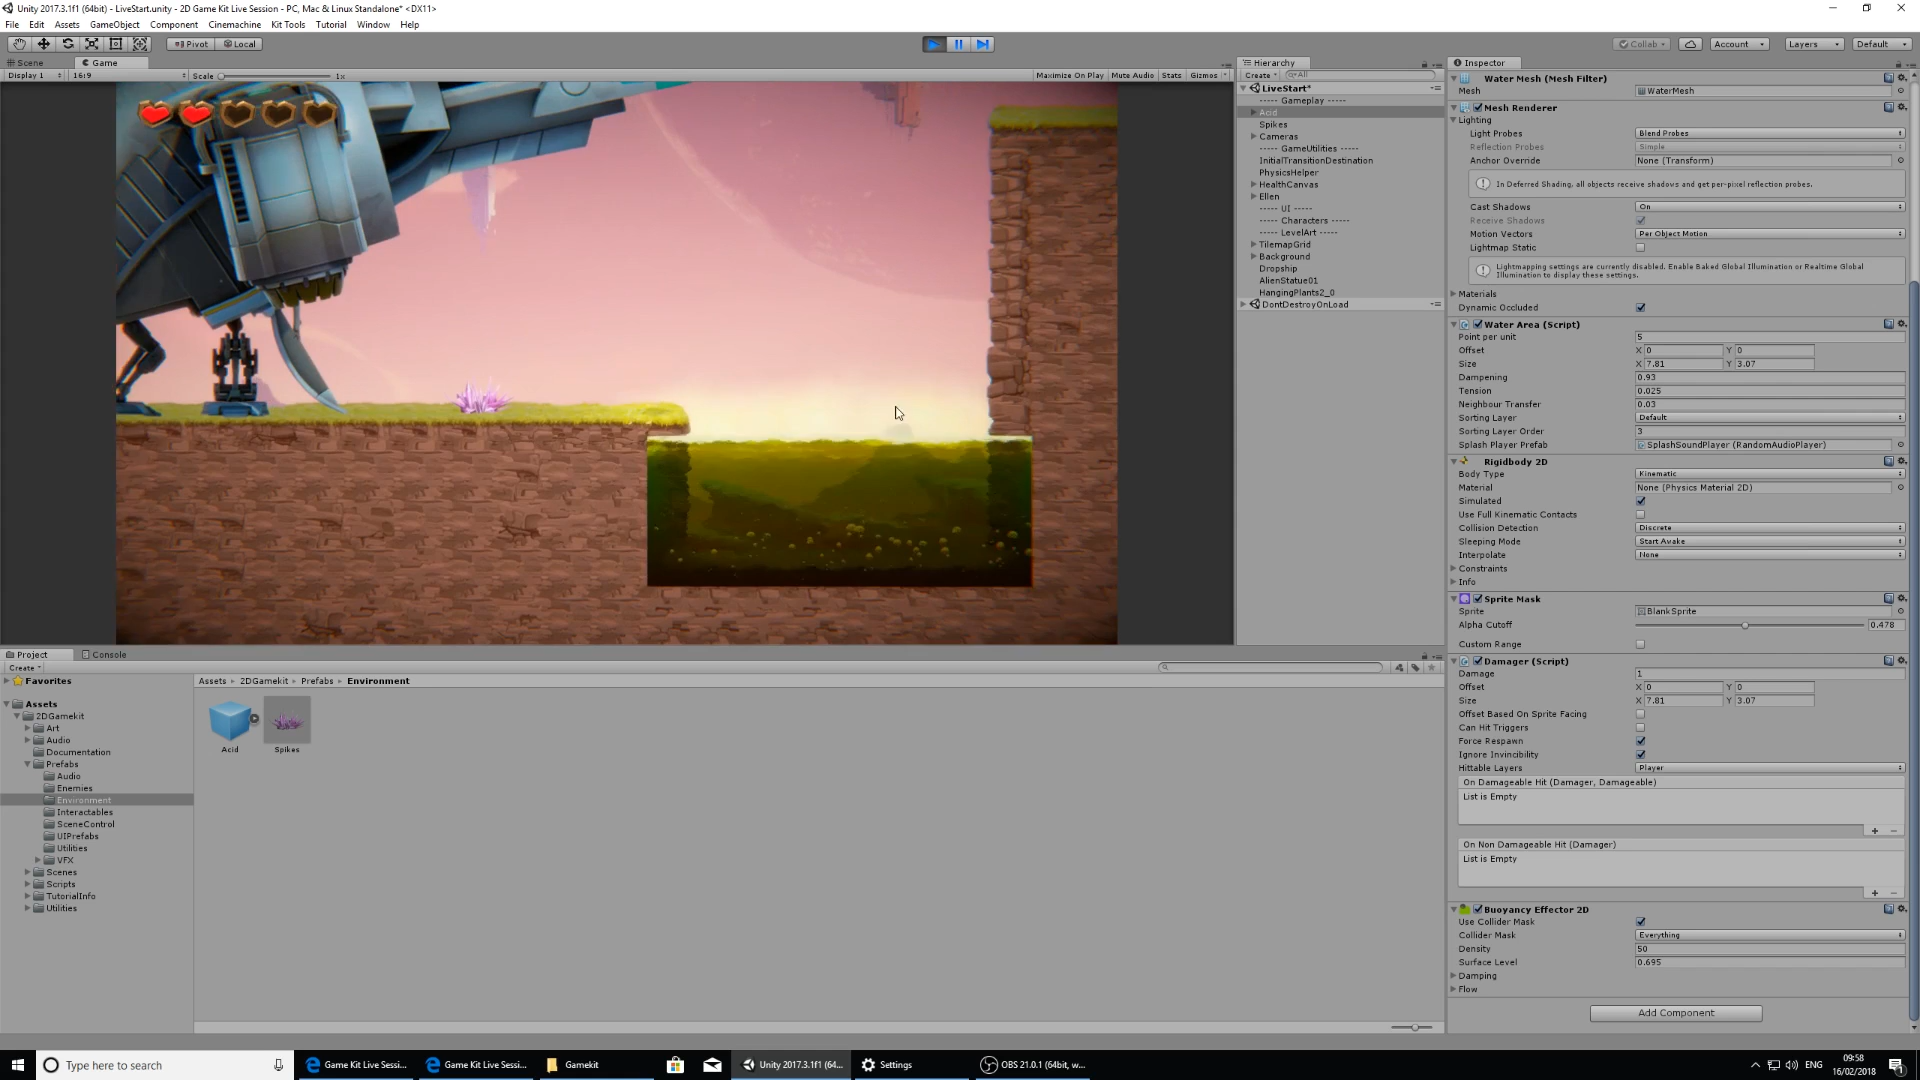 Unity 2017.3.1f1 (64bit) - LiveStart.unity - 2D Game Kit Live Session - PC, Mac & Linux Standalone* <DX11>
File Edit Assets GameObject Component Cinemachine Kit Tools Tutorial Window Help
Pivot Local
Collab Account Layers Default
Scene Game
Display 1 16:9 Scale 1x Maximize On Play Mute Audio Stats Gizmos
Hierarchy
Create All
LiveStart*
----- Gameplay -----
Acid
Spikes
Cameras
----- GameUtilities -----
InitialTransitionDestination
PhysicsHelper
HealthCanvas
Ellen
----- UI -----
----- Characters -----
----- LevelArt -----
TilemapGrid
Background
Dropship
AlienStatue01
HangingPlants2_0
DontDestroyOnLoad
Inspector
Water Mesh (Mesh Filter)
Mesh WaterMesh
Mesh Renderer
Lighting
Light Probes Blend Probes
Reflection Probes Simple
Anchor Override None (Transform)
In Deferred Shading, all objects receive shadows and get per-pixel reflection probes.
Cast Shadows On
Receive Shadows
Motion Vectors Per Object Motion
Lightmap Static
Lightmapping settings are currently disabled. Enable Baked Global Illumination or Realtime Global
Illumination to display these settings.
Materials
Dynamic Occluded
Water Area (Script)
Point per unit 5
Offset X 0 Y 0
Size X 7.81 Y 3.07
Dampening 0.93
Tension 0.025
Neighbour Transfer 0.03
Sorting Layer Default
Sorting Layer Order 3
Splash Player Prefab SplashSoundPlayer (RandomAudioPlayer)
Rigidbody 2D
Body Type Kinematic
Material None (Physics Material 2D)
Simulated
Use Full Kinematic Contacts
Collision Detection Discrete
Sleeping Mode Start Awake
Interpolate None
Constraints
Info
Sprite Mask
Sprite BlankSprite
Alpha Cutoff 0.478
Custom Range
Damager (Script)
Damage 1
Offset X 0 Y 0
Size X 7.81 Y 3.07
Offset Based On Sprite Facing
Can Hit Triggers
Force Respawn
Ignore Invincibility
Hittable Layers Player
On Damageable Hit (Damager, Damageable)
List is Empty
On Non Damageable Hit (Damager)
List is Empty
Buoyancy Effector 2D
Use Collider Mask
Collider Mask Everything
Density 50
Surface Level 0.695
Damping
Flow
Add Component
Project Console
Create
Favorites
Assets
2DGamekit
Art
Audio
Documentation
Prefabs
Audio
Enemies
Environment
Interactables
SceneControl
UIPrefabs
Utilities
VFX
Scenes
Scripts
TutorialInfo
Utilities
Assets 2DGamekit Prefabs Environment
Acid Spikes
Type here to search
Game Kit Live Sessi...
Game Kit Live Sessi...
Gamekit
Unity 2017.3.1f1 (64...
Settings
OBS 21.0.1 (64bit, w...
ENG
09:58
16/02/2018
1